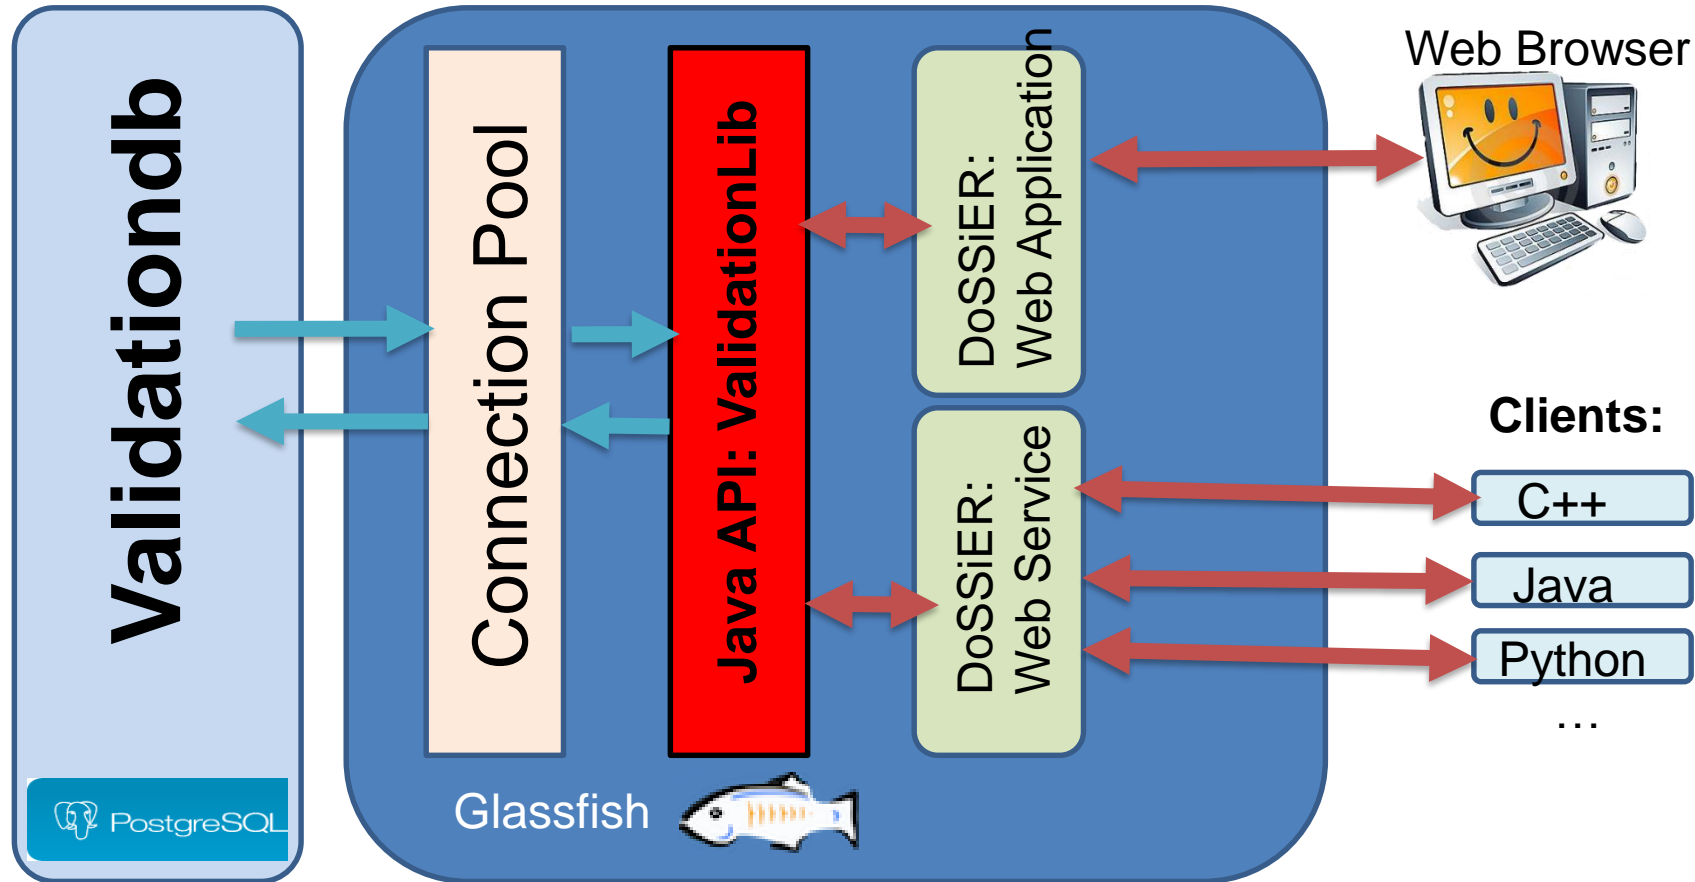 Validationdb
PostgreSQL
Connection Pool
Java API: ValidationLib
DoSSiER:
Web Application
DoSSiER:
Web Service
Glassfish
Web Browser
Clients:
C++
Java
Python
…